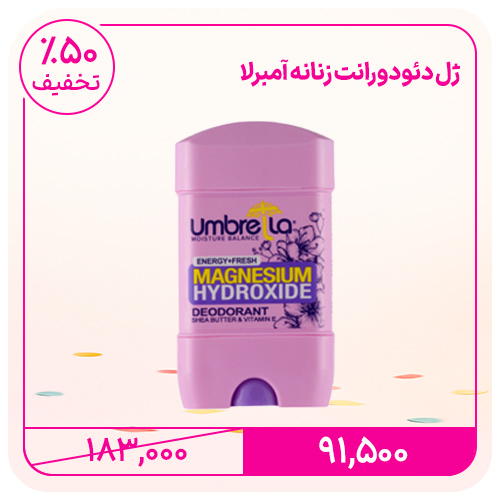 ٪۵۰
تخفیف
ژل دئودورانت زنانه آمبرلا
Umbrella
MOISTURE BALANCE
ENERGY+FRESH
MAGNESIUM
HYDROXIDE
DEODORANT
SHEA BUTTER & VITAMIN E
۱۸۳,۰۰۰
۹۱,۵۰۰